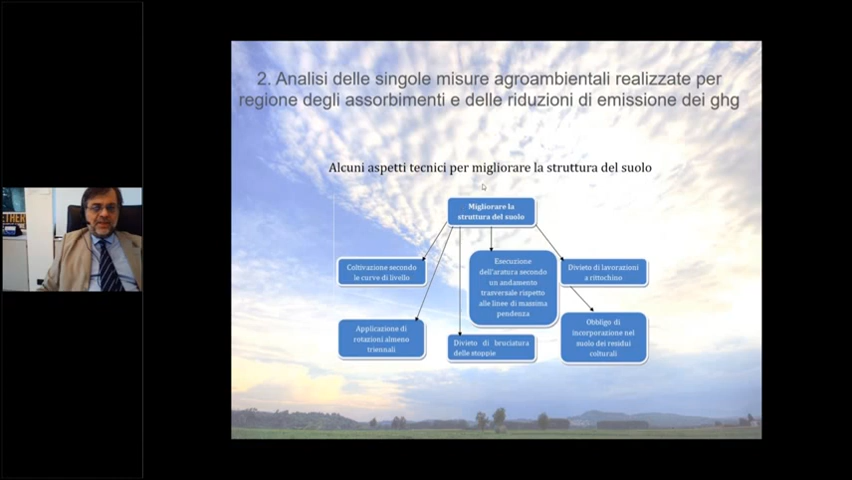 2. Analisi delle singole misure agroambientali realizzate per
regione degli assorbimenti e delle riduzioni di emissione dei ghg
Alcuni aspetti tecnici per migliorare la struttura del suolo
Migliorare la
struttura del suolo
Coltivazione secondo
le curve di livello
Esecuzione
dell'aratura secondo
un andamento
trasversale rispetto
alle linee di massima
pendenza
Divieto di lavorazioni
a rittochino
Applicazione di
rotazioni almeno
triennali
Divieto di bruciatura
delle stoppie
Obbligo di
incorporazione nel
suolo dei residui
colturali